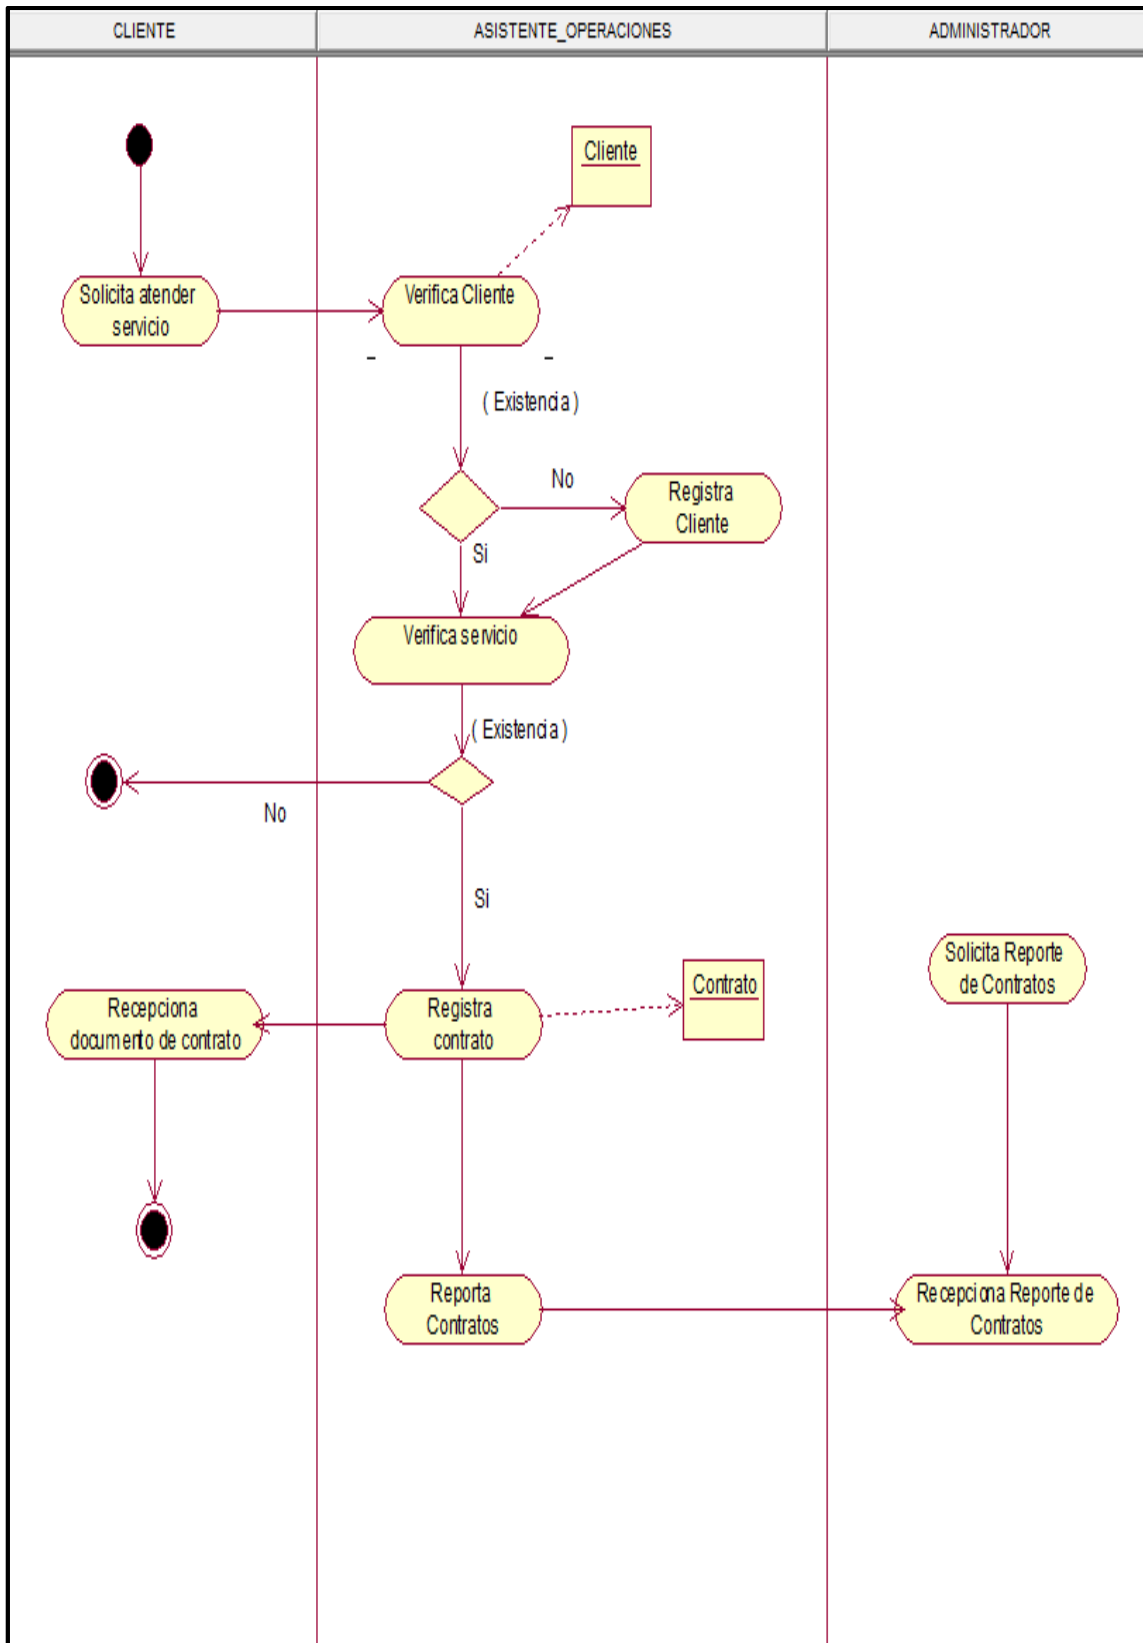 CLIENTE
ASISTENTE_OPERACIONES
ADMINISTRADOR
Cliente
Solicita atender
servicio
Verifica Cliente
( Existencia )
No
Registra
Cliente
Si
Verifica servicio
( Existencia )
No
Si
Solicita Reporte
de Contratos
Contrato
Recepciona
documento de contrato
Registra
contrato
Reporta
Contratos
Recepciona Reporte de
Contratos